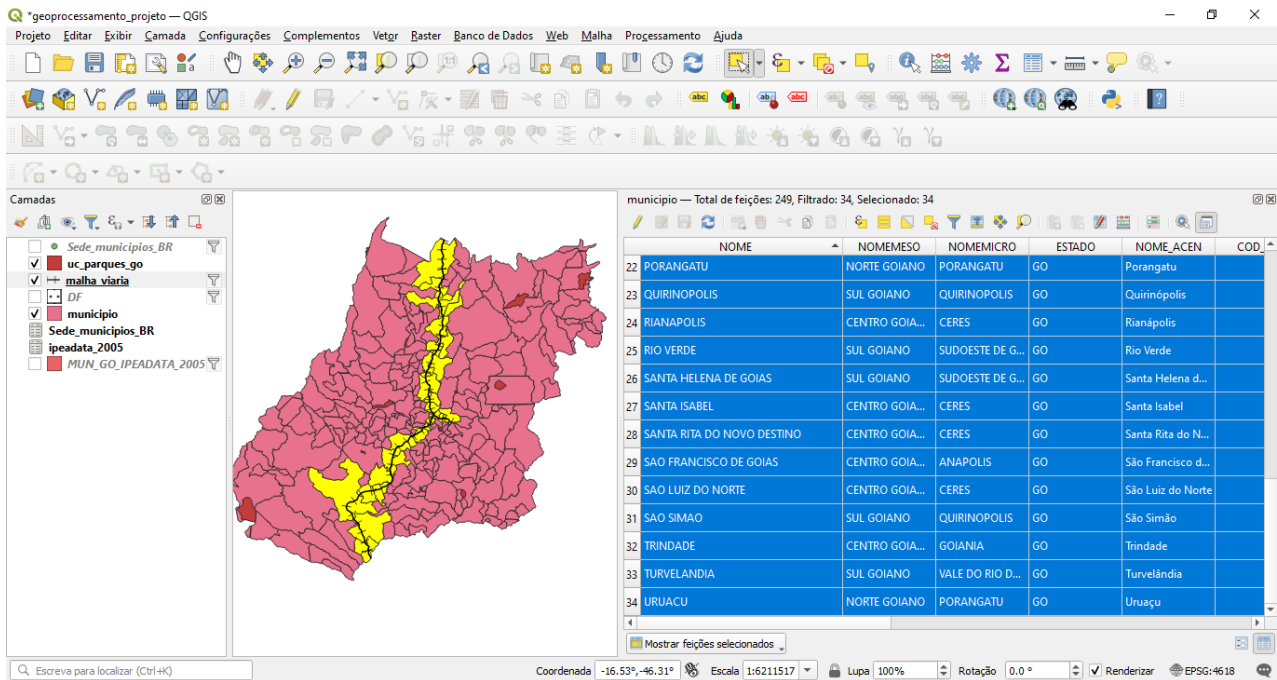 *geoprocessamento_projeto — QGIS
Projeto Editar Exibir Camada Configurações Complementos Vetor Raster Banco de Dados Web Malha Processamento Ajuda
Camadas
Sede_municipios_BR
uc_parques_go
malha_viaria
DF
municipio
Sede_municipios_BR
ipeadata_2005
MUN_GO_IPEADATA_2005
municipio — Total de feições: 249, Filtrado: 34, Selecionado: 34
NOME NOMEMESO NOMEMICRO ESTADO NOME_ACEN COD_
22 PORANGATU NORTE GOIANO PORANGATU GO Porangatu
23 QUIRINOPOLIS SUL GOIANO QUIRINOPOLIS GO Quirinópolis
24 RIANAPOLIS CENTRO GOIA... CERES GO Rianápolis
25 RIO VERDE SUL GOIANO SUDOESTE DE G... GO Rio Verde
26 SANTA HELENA DE GOIAS SUL GOIANO SUDOESTE DE G... GO Santa Helena d...
27 SANTA ISABEL CENTRO GOIA... CERES GO Santa Isabel
28 SANTA RITA DO NOVO DESTINO CENTRO GOIA... CERES GO Santa Rita do N...
29 SAO FRANCISCO DE GOIAS CENTRO GOIA... ANAPOLIS GO São Francisco d...
30 SAO LUIZ DO NORTE CENTRO GOIA... CERES GO São Luiz do Norte
31 SAO SIMAO SUL GOIANO QUIRINOPOLIS GO São Simão
32 TRINDADE CENTRO GOIA... GOIANIA GO Trindade
33 TURVELANDIA SUL GOIANO VALE DO RIO D... GO Turvelândia
34 URUACU NORTE GOIANO PORANGATU GO Uruaçu
Mostrar feições selecionados
Escreva para localizar (Ctrl+K) Coordenada -16.53°,-46.31° Escala 1:6211517 Lupa 100% Rotação 0.0 ° Renderizar EPSG:4618